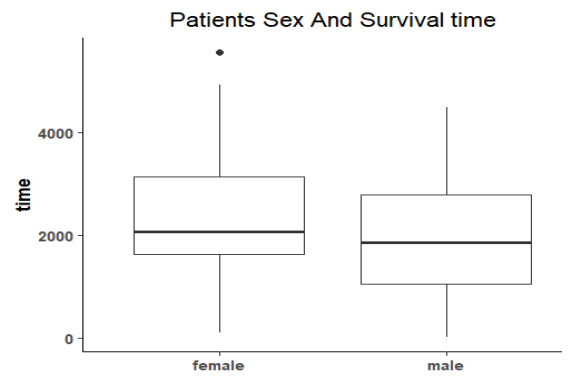 Patients Sex And Survival time
time
4000
2000
0
female
male